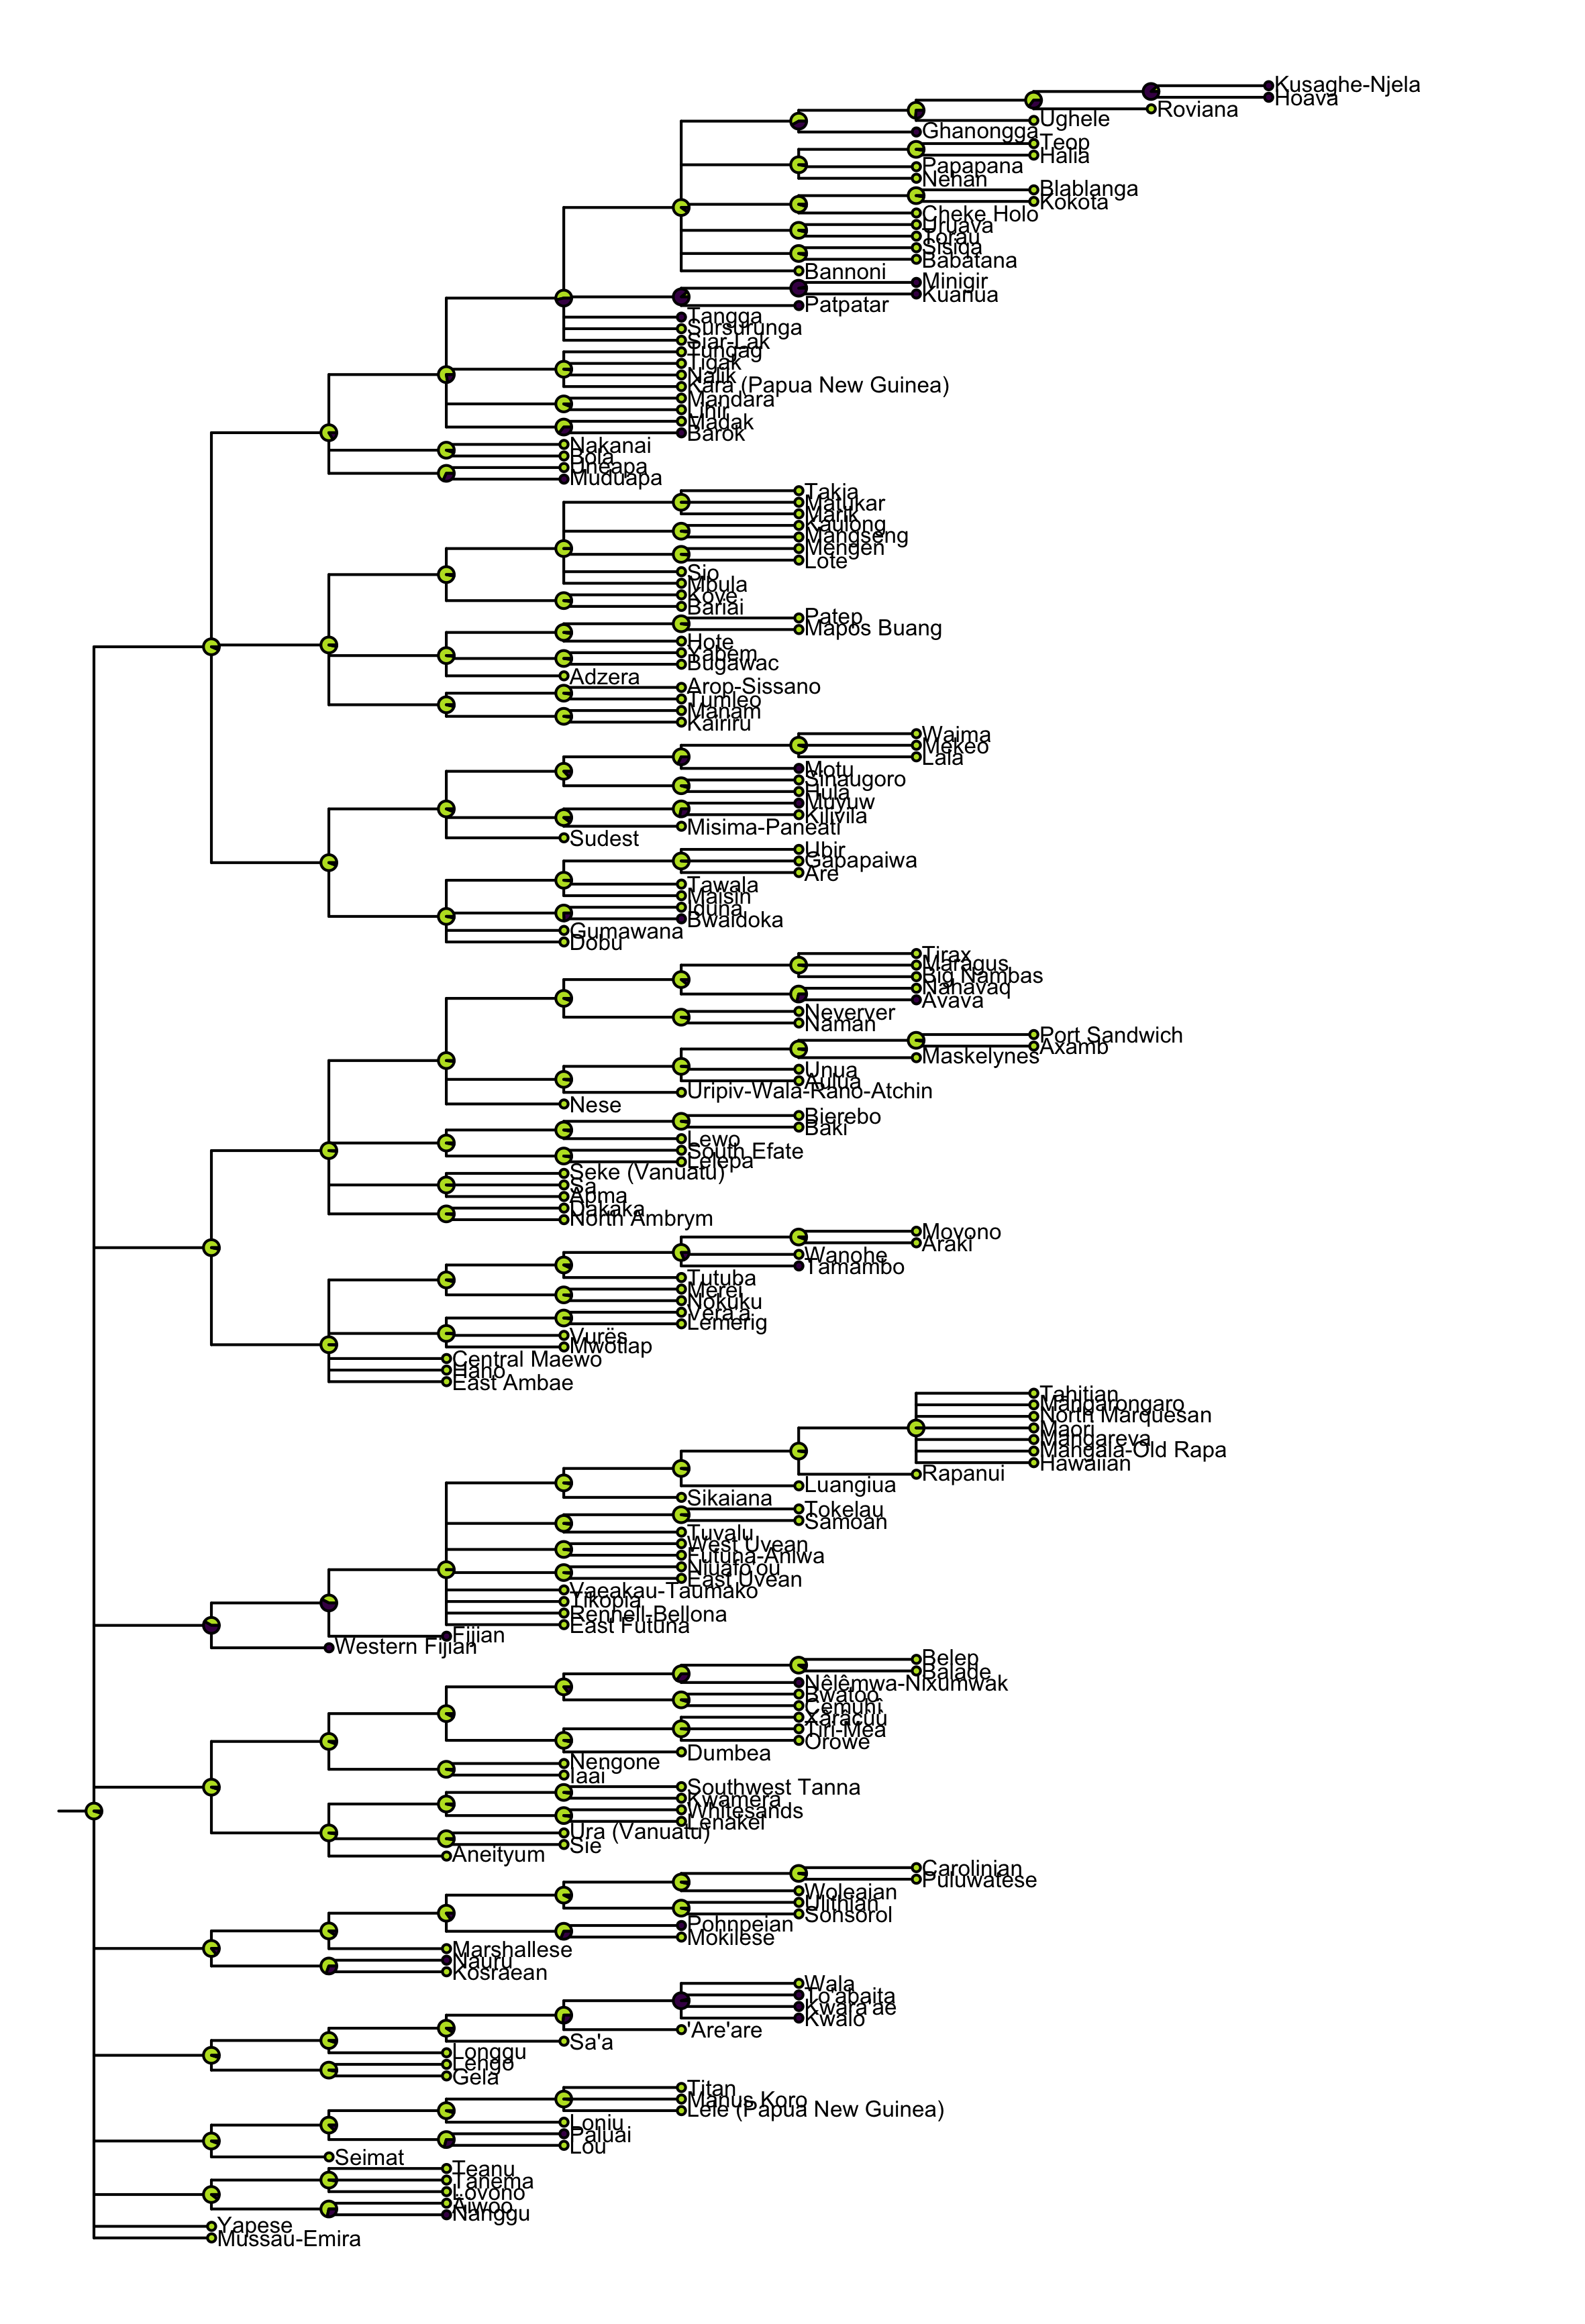 Kusaghe-Njela
Hoava
Roviana
Ughele
Ghanongga
Teop
Halia
Papapana
Nehan
Blablanga
Kokota
Cheke Holo
Uruava
Torau
Sisiqa
Babatana
Bannoni
Minigir
Kuanua
Patpatar
Tangga
Sursurunga
Siar-Lak
Tungag
Tigak
Nalik
Kara (Papua New Guinea)
Mandara
Lihir
Madak
Barok
Nakanai
Bola
Uneapa
Muduapa
Takia
Matukar
Marik
Kaulong
Mangseng
Mengen
Lote
Sio
Mbula
Kove
Bariai
Patep
Mapos Buang
Hote
Yabem
Bugawac
Adzera
Arop-Sissano
Tumleo
Manam
Kairiru
Waima
Mekeo
Lala
Motu
Sinaugoro
Hula
Muyuw
Kilivila
Misima-Paneati
Sudest
Ubir
Gapapaiwa
Are
Tawala
Maisin
Iduna
Bwaidoka
Gumawana
Dobu
Tirax
Maragus
Big Nambas
Nahavaq
Avava
Neverver
Naman
Port Sandwich
Axamb
Maskelynes
Unua
Aulua
Uripiv-Wala-Rano-Atchin
Nese
Bierebo
Baki
Lewo
South Efate
Lelepa
Seke (Vanuatu)
Sa
Apma
Dakaka
North Ambrym
Movono
Araki
Wanohe
Tamambo
Tutuba
Merei
Nokuku
Vera'a
Lemerig
Vurës
Mwotlap
Central Maewo
Hano
East Ambae
Tahitian
Mangarongaro
North Marquesan
Maori
Mangareva
Mangaia-Old Rapa
Hawaiian
Rapanui
Luangiua
Sikaiana
Tokelau
Samoan
Tuvalu
West Uvean
Futuna-Aniwa
Niuafo'ou
East Uvean
Vaeakau-Taumako
Tikopia
Rennell-Bellona
East Futuna
Fijian
Western Fijian
Belep
Balade
Nêlêmwa-Nixumwak
Bwatoo
Cemuhî
Xârâcùù
Tiri-Mea
Orowe
Dumbea
Nengone
Iaai
Southwest Tanna
Kwamera
Whitesands
Lenakel
Ura (Vanuatu)
Sie
Aneityum
Carolinian
Puluwatese
Woleaian
Ulithian
Sonsorol
Pohnpeian
Mokilese
Marshallese
Nauru
Kosraean
Wala
To'abaita
Kwara'ae
Kwaio
'Are'are
Sa'a
Longgu
Lengo
Gela
Titan
Manus Koro
Lele (Papua New Guinea)
Loniu
Paluai
Lou
Seimat
Teanu
Tanema
Lovono
Äiwoo
Nanggu
Yapese
Mussau-Emira